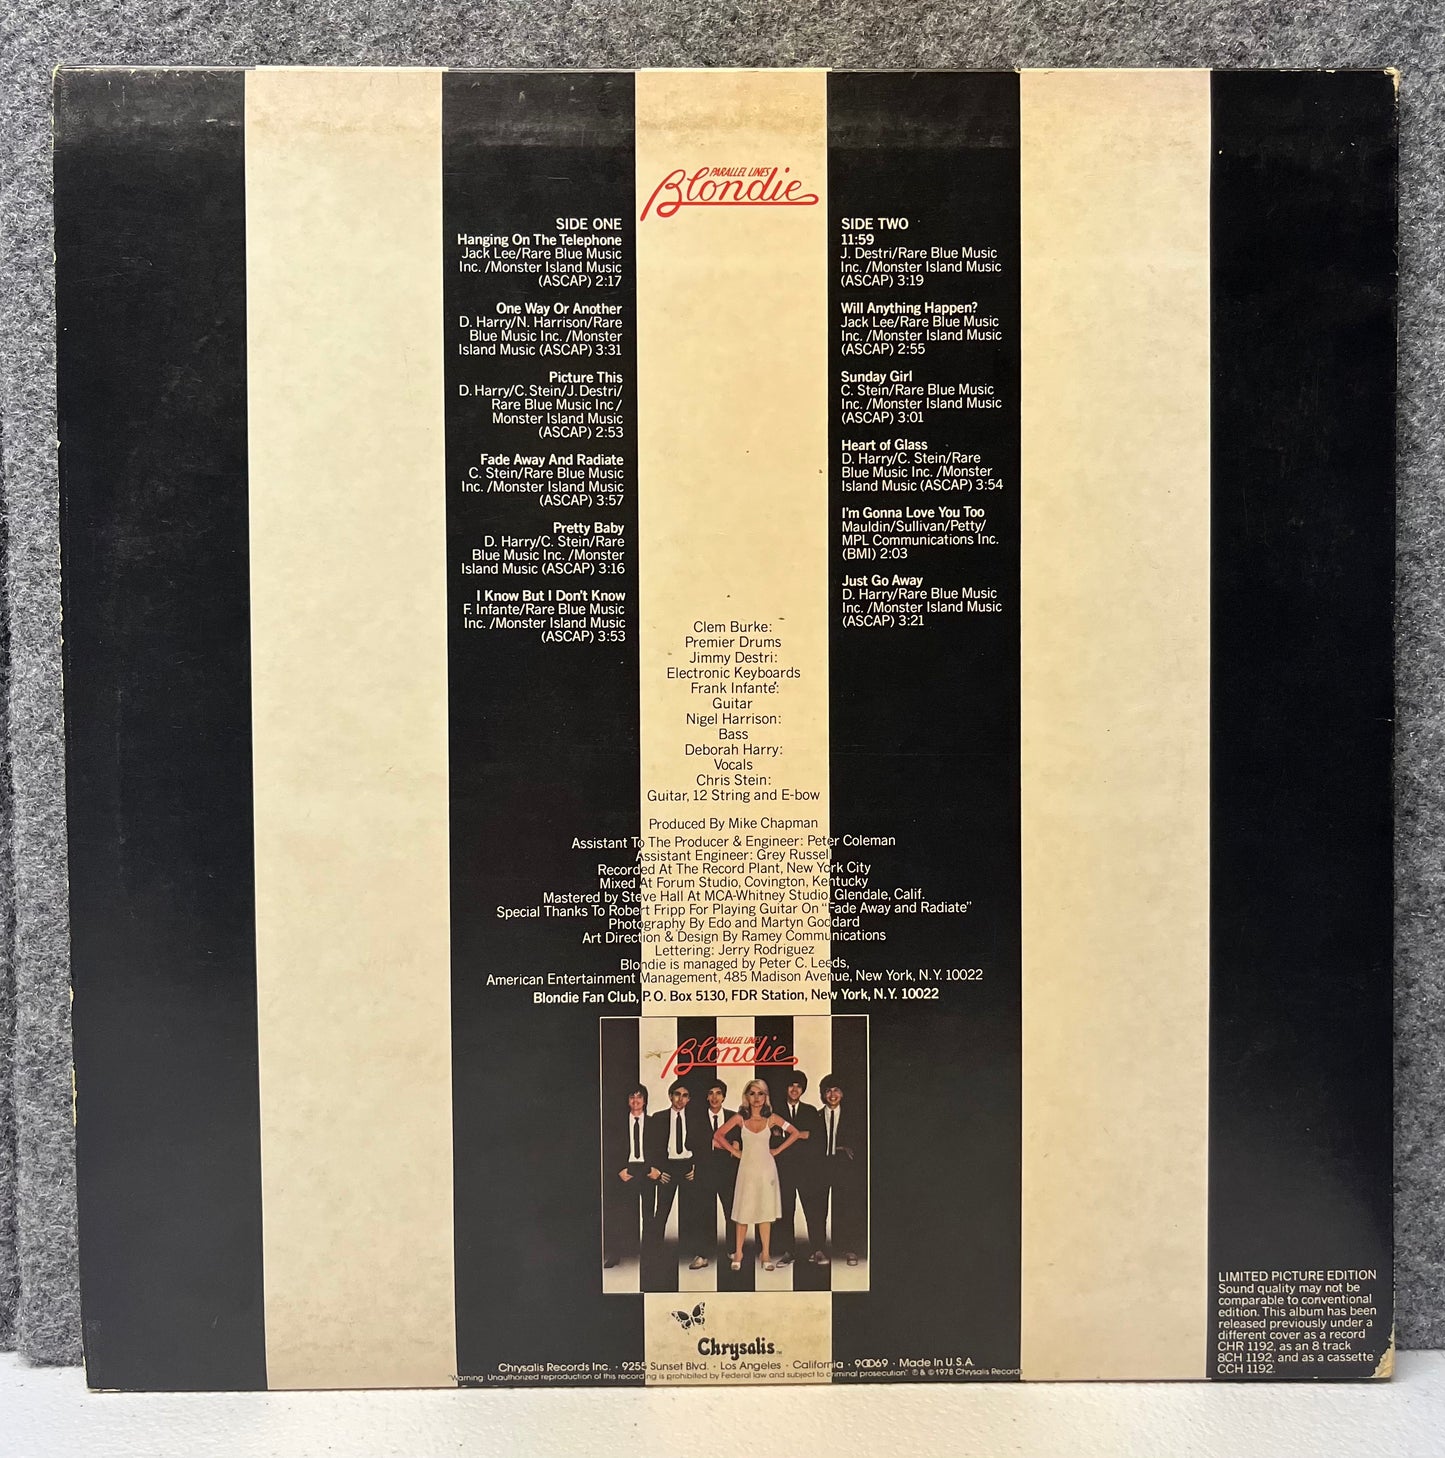 PARALLEL LINES
Blondie
SIDE ONE
Hanging On The Telephone
Jack Lee/Rare Blue Music
Inc. /Monster Island Music
(ASCAP) 2:17
One Way Or Another
D. Harry/N. Harrison/Rare
Blue Music Inc. /Monster
Island Music (ASCAP) 3:31
Picture This
D. Harry/C. Stein/J. Destri/
Rare Blue Music Inc /
Monster Island Music
(ASCAP) 2:53
Fade Away And Radiate
C. Stein/Rare Blue Music
Inc. /Monster Island Music
(ASCAP) 3:57
Pretty Baby
D. Harry/C. Stein/Rare
Blue Music Inc. /Monster
Island Music (ASCAP) 3:16
I Know But I Don't Know
F. Infante/Rare Blue Music
Inc. /Monster Island Music
(ASCAP) 3:53
SIDE TWO
11:59
J. Destri/Rare Blue Music
Inc. /Monster Island Music
(ASCAP) 3:19
Will Anything Happen?
Jack Lee/Rare Blue Music
Inc. /Monster Island Music
(ASCAP) 2:55
Sunday Girl
C. Stein/Rare Blue Music
Inc. /Monster Island Music
(ASCAP) 3:01
Heart of Glass
D. Harry/C. Stein/Rare
Blue Music Inc. /Monster
Island Music (ASCAP) 3:54
I'm Gonna Love You Too
Mauldin/Sullivan/Petty/
MPL Communications Inc.
(BMI) 2:03
Just Go Away
D. Harry/Rare Blue Music
Inc. /Monster Island Music
(ASCAP) 3:21
Clem Burke:
Premier Drums
Jimmy Destri:
Electronic Keyboards
Frank Infanté:
Guitar
Nigel Harrison:
Bass
Deborah Harry:
Vocals
Chris Stein:
Guitar, 12 String and E-bow
Produced By Mike Chapman
Assistant To The Producer & Engineer: Peter Coleman
Assistant Engineer: Grey Russell
Recorded At The Record Plant, New York City
Mixed At Forum Studio, Covington, Kentucky
Mastered by Steve Hall At MCA-Whitney Studio, Glendale, Calif.
Special Thanks To Robert Fripp For Playing Guitar On "Fade Away and Radiate"
Photography By Edo and Martyn Goddard
Art Direction & Design By Ramey Communications
Lettering: Jerry Rodriguez
Blondie is managed by Peter C. Leeds,
American Entertainment Management, 485 Madison Avenue, New York, N.Y. 10022
Blondie Fan Club, P.O. Box 5130, FDR Station, New York, N.Y. 10022
PARALLEL LINES
Blondie
Chrysalis TM
Chrysalis Records Inc. • 9255 Sunset Blvd. • Los Angeles • California • 90069 • Made In U.S.A.
"Warning: Unauthorized reproduction of this recording is prohibited by Federal law and subject to criminal prosecution" ℗ & © 1978 Chrysalis Records
LIMITED PICTURE EDITION
Sound quality may not be
comparable to conventional
edition. This album has been
released previously under a
different cover as a record
CHR 1192, as an 8 track
8CH 1192, and as a cassette
CCH 1192.